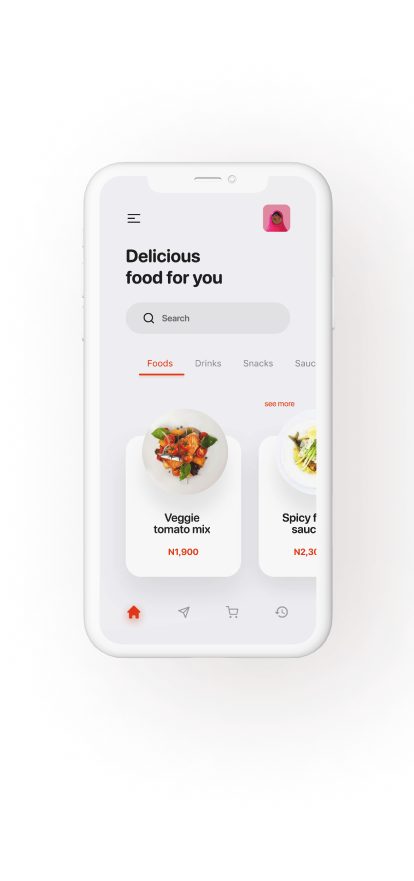 Delicious
food for you
Search
Foods Drinks Snacks Sauc
see more
Veggie
tomato mix
N1,900
Spicy f
sauc
N2,30